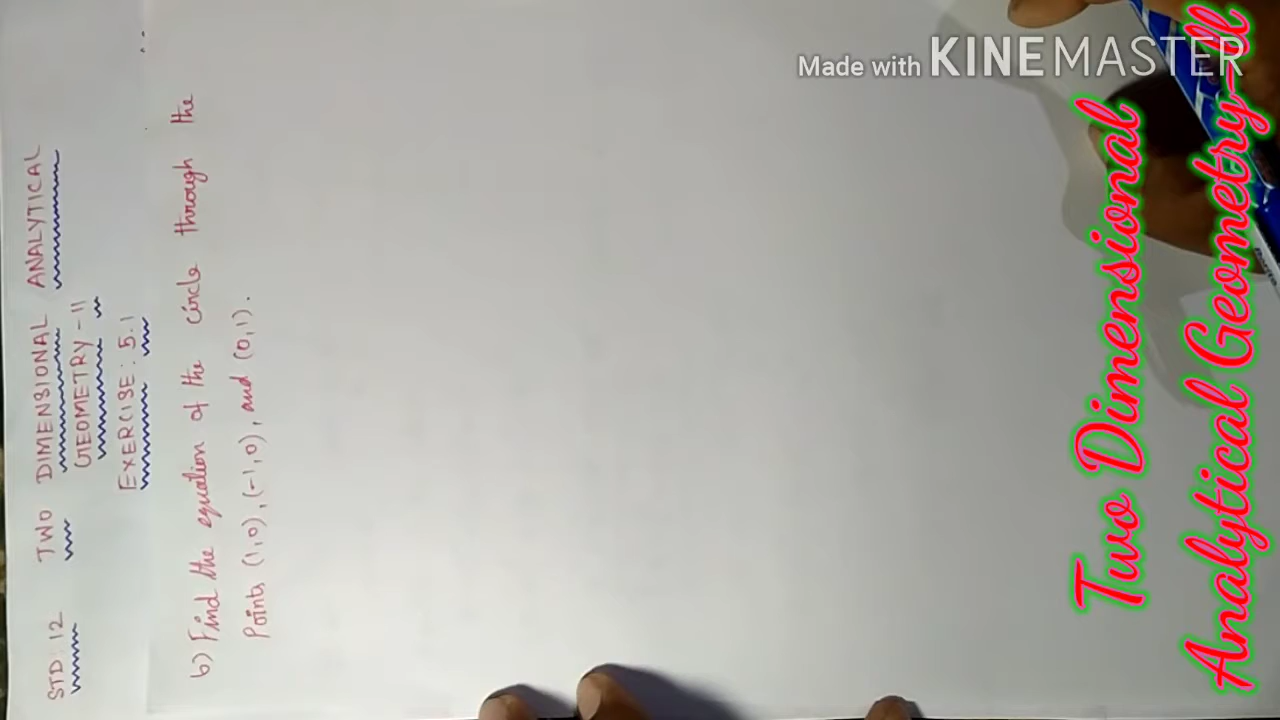 STD: 12 TWO DIMENSIONAL ANALYTICAL
GEOMETRY - II
EXERCISE: 5.1
6) Find the equation of the circle through the
Points (1,0), (-1,0), and (0,1).
Made with KINEMASTER
Two Dimensional
Analytical Geometry-II